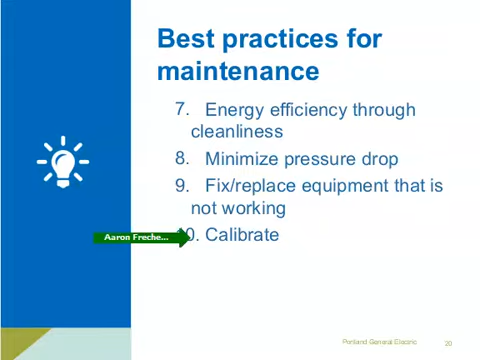 Best practices for
maintenance
7. Energy efficiency through
cleanliness
8. Minimize pressure drop
9. Fix/replace equipment that is
not working
Aaron Freche...
10. Calibrate
Portland General Electric
20